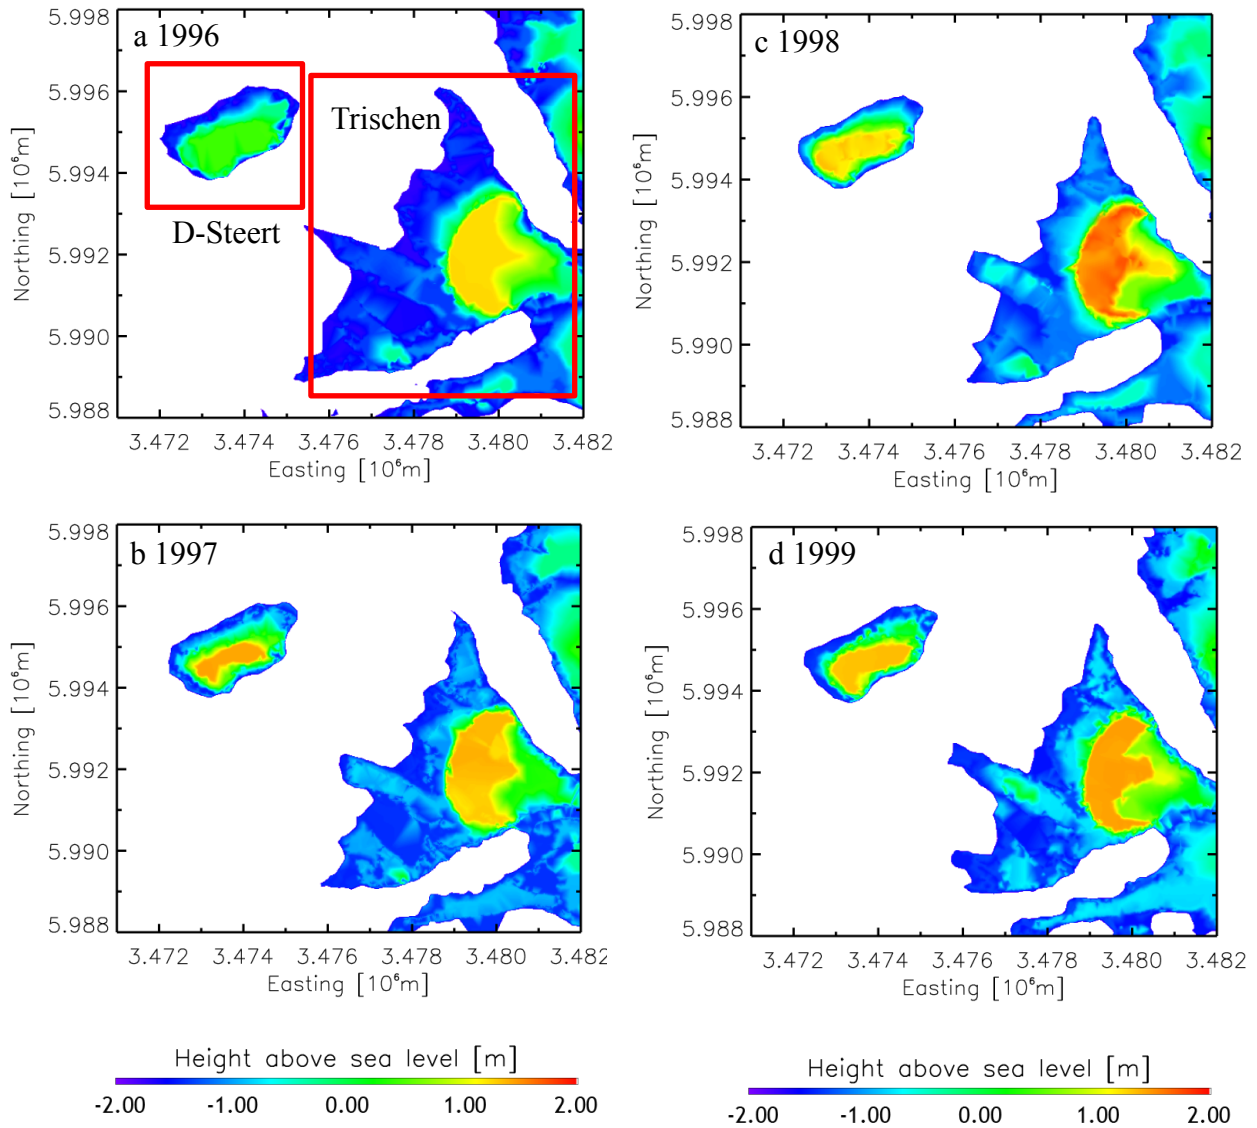 a 1996
Trischen
D-Steert
5.998
5.996
5.994
5.992
5.990
5.988
Northing [10⁶m]
3.472 3.474 3.476 3.478 3.480 3.482
Easting [10⁶m]
c 1998
5.998
5.996
5.994
5.992
5.990
5.988
Northing [10⁶m]
3.472 3.474 3.476 3.478 3.480 3.482
Easting [10⁶m]
b 1997
5.998
5.996
5.994
5.992
5.990
5.988
Northing [10⁶m]
3.472 3.474 3.476 3.478 3.480 3.482
Easting [10⁶m]
d 1999
5.998
5.996
5.994
5.992
5.990
5.988
Northing [10⁶m]
3.472 3.474 3.476 3.478 3.480 3.482
Easting [10⁶m]
Height above sea level [m]
-2.00 -1.00 0.00 1.00 2.00
Height above sea level [m]
-2.00 -1.00 0.00 1.00 2.00